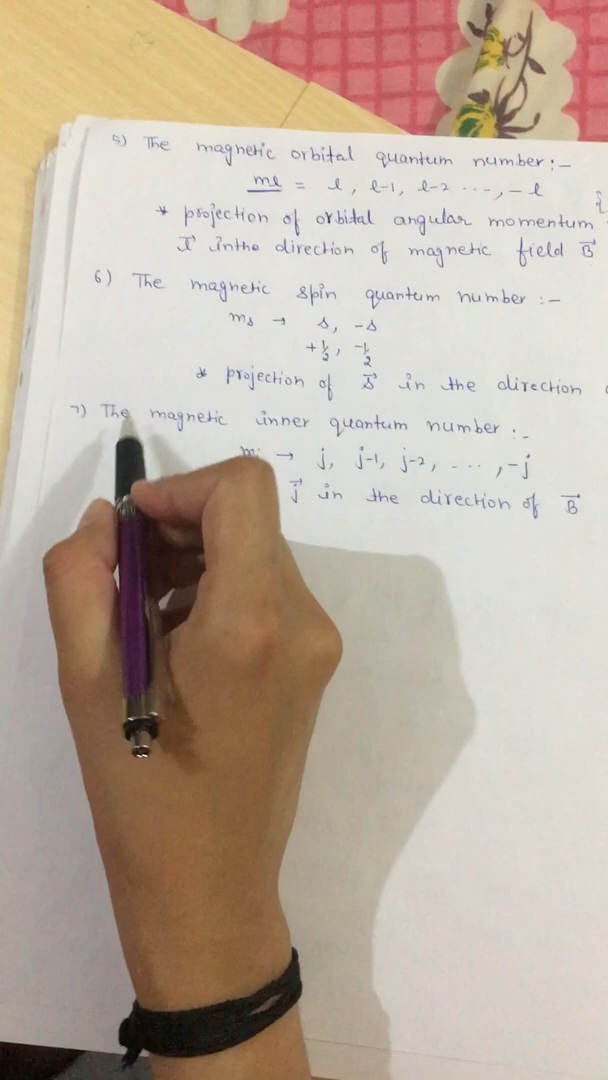 5) The magnetic orbital quantum number :-
ml = l, l-1, l-2 ..., -l {
* projection of orbital angular momentum
l⃗ inthe direction of magnetic field B⃗
6) The magnetic spin quantum number :-
ms → s, -s
+½, -½
* projection of s⃗ in the direction
7) The magnetic inner quantum number :-
→ j, j-1, j-2, ..., -j
j⃗ in the direction of B⃗